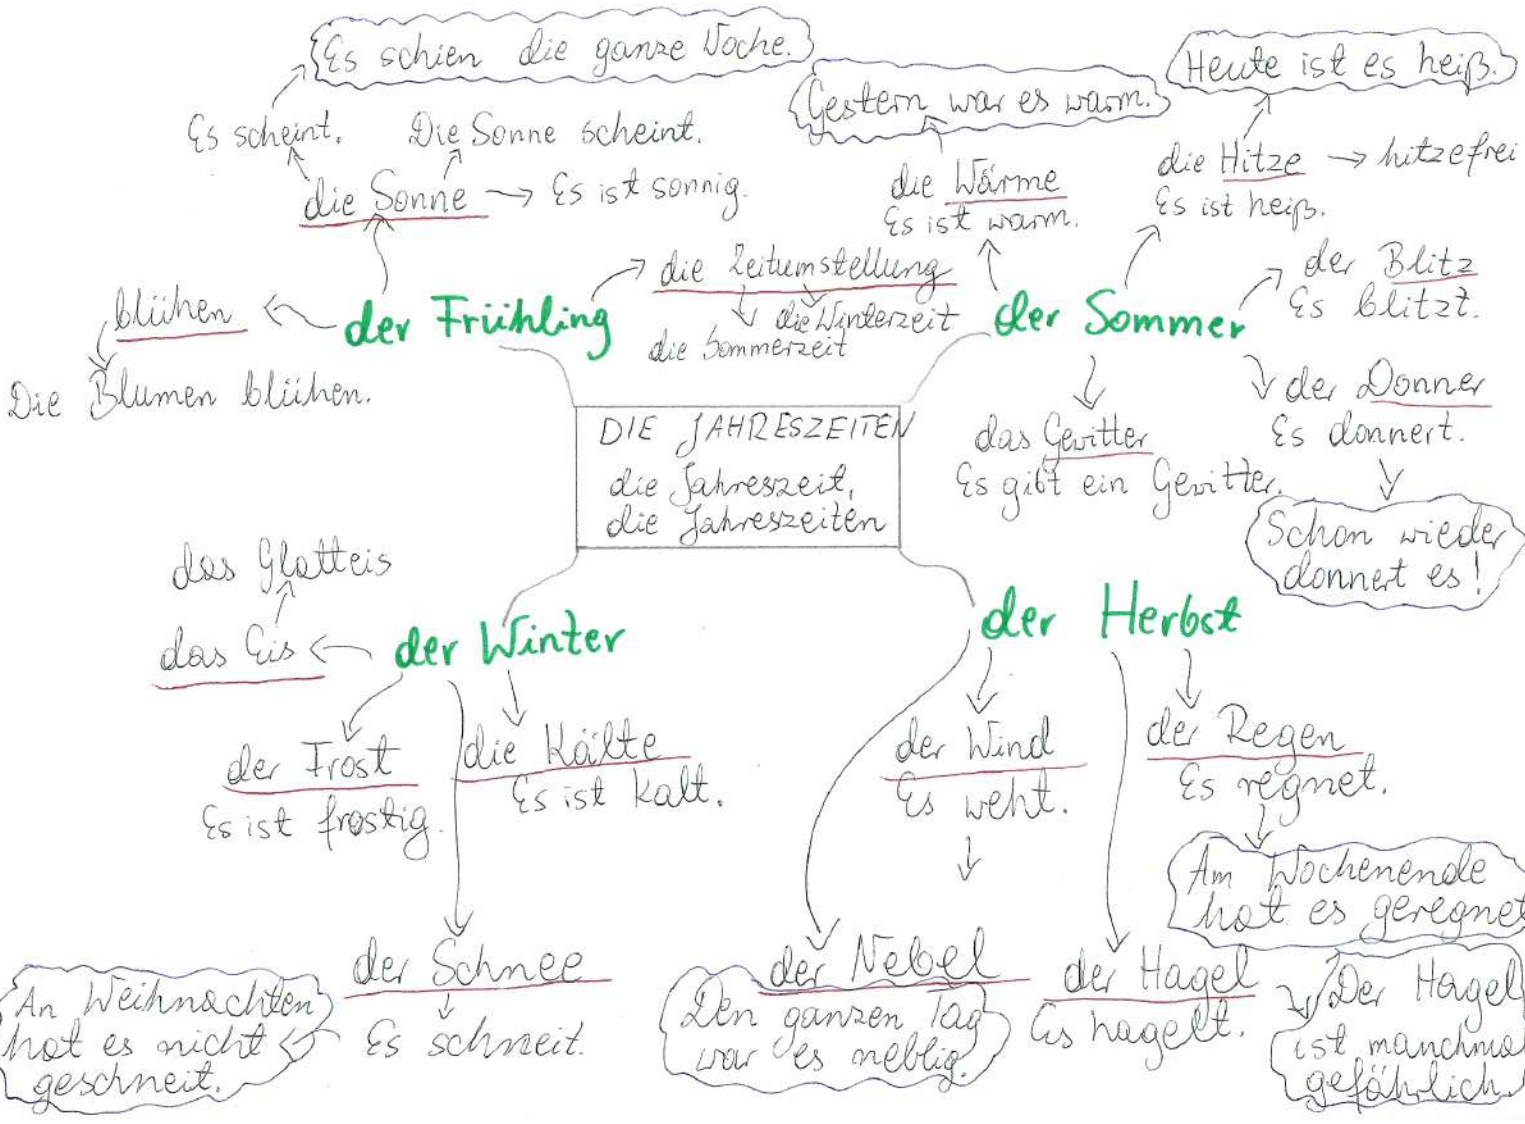 Es schien die ganze Woche.
Es scheint.
Die Sonne scheint.
die Sonne → Es ist sonnig.
blühen
der Frühling
Die Blumen blühen.
die Zeitumstellung
die Winterzeit
die Sommerzeit
Gestern war es warm.
die Wärme
Es ist warm.
Heute ist es heiß.
die Hitze → hitzefrei
Es ist heiß.
der Sommer
der Blitz
Es blitzt.
der Donner
Es donnert.
Schon wieder
donnert es!
das Gewitter
Es gibt ein Gewitter.
DIE JAHRESZEITEN
die Jahreszeit,
die Jahreszeiten
das Glatteis
das Eis
der Winter
der Frost
Es ist frostig.
die Kälte
Es ist kalt.
der Schnee
Es schneit.
An Weihnachten
hat es nicht
geschneit.
der Herbst
der Wind
Es weht.
der Regen
Es regnet.
Am Wochenende
hat es geregnet
der Nebel
Den ganzen Tag
war es neblig.
der Hagel
Es hagelt.
Der Hagel
ist manchmal
gefährlich.